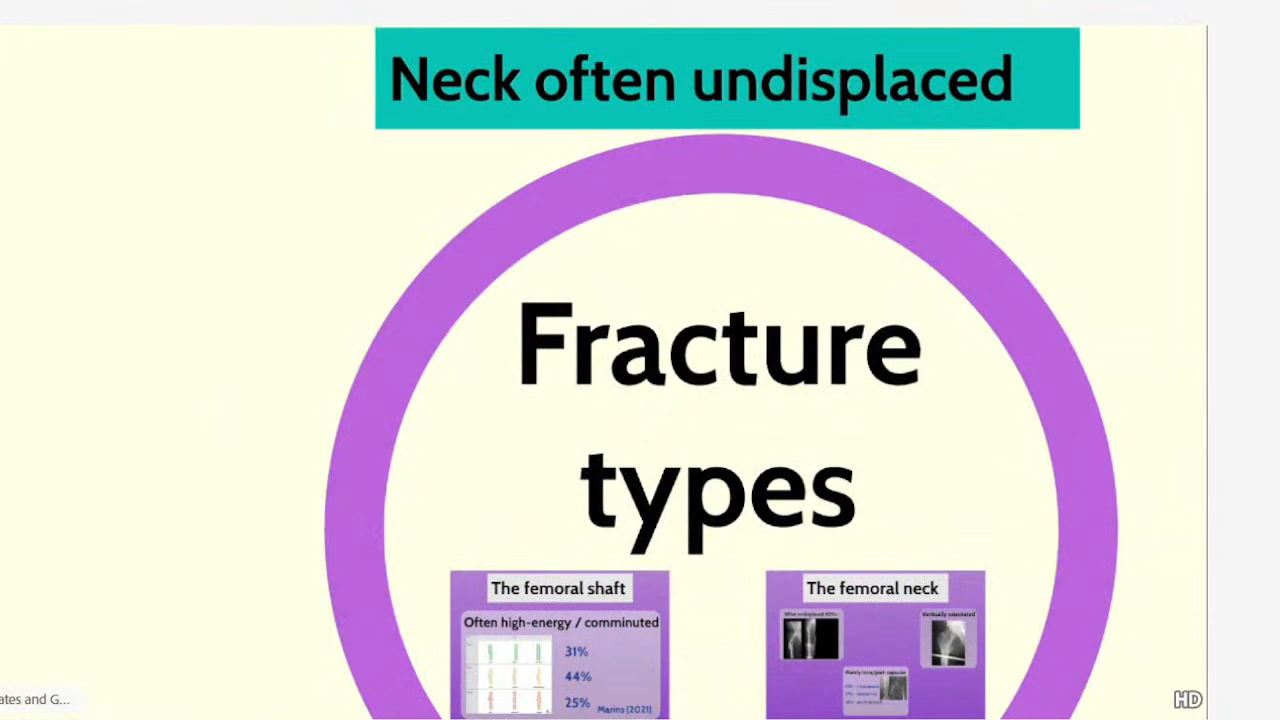 Neck often undisplaced
Fracture
types
The femoral shaft
Often high-energy / comminuted
31%
44%
25%
Marins (2021)
The femoral neck
Vertically orientated
ates and G...
HD